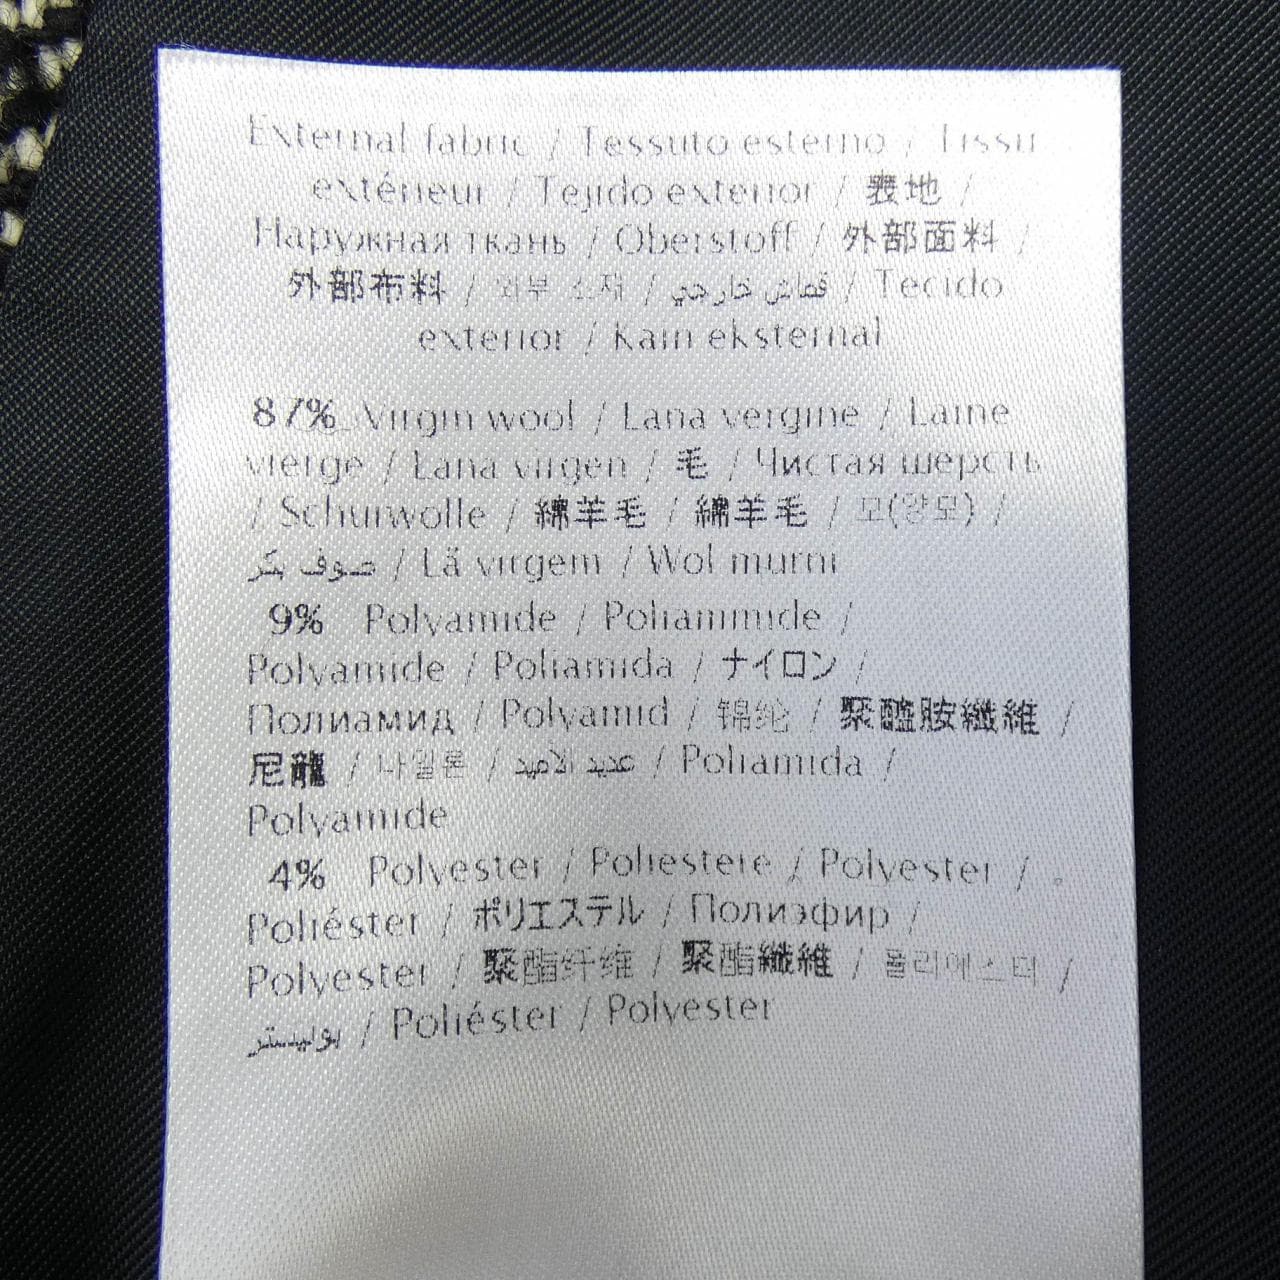 External fabric / Tessuto esterno / Tissu
extérieur / Tejido exterior / 表地 /
Наружная ткань / Oberstoff / 外部面料 /
外部布料 / 외부 소재 / قماش خارجي / Tecido
exterior / Kain eksternal
87% Virgin wool / Lana vergine / Laine
vierge / Lana virgen / 毛 / Чистая шерсть
/ Schurwolle / 綿羊毛 / 綿羊毛 / 모(양모) /
صوف بكر / Lã virgem / Wol murni
9% Polyamide / Poliammide /
Polyamide / Poliamida / ナイロン /
Полиамид / Polyamid / 锦纶 / 聚醯胺纖維 /
尼龍 / 나일론 / عديد الاميد / Poliamida /
Polyamide
4% Polyester / Poliestere / Polyester /
Poliéster / ポリエステル / Полиэфир /
Polyester / 聚酯纤维 / 聚酯纖維 / 폴리에스터 /
بوليستر / Poliéster / Polyester